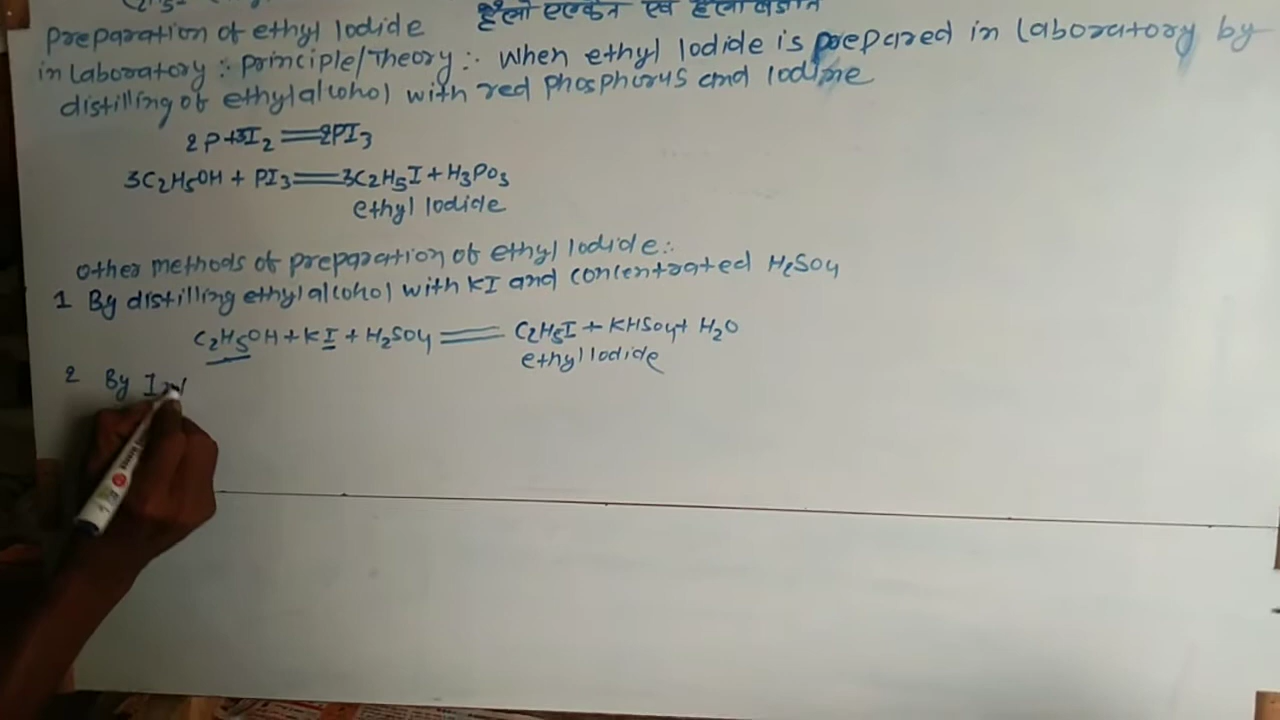 हैलो एल्केन एवं हैलो
preparation of ethyl Iodide
in Laboratory :. principle/Theory :. When ethyl Iodide is prepared in laboratory by
distilling of ethyl alcohol with red phosphorus and Iodine
2P+3I₂ = 2PI₃
3C₂H₅OH + PI₃ = 3C₂H₅I + H₃PO₃
ethyl Iodide
Other methods of preparation of ethyl Iodide :.
1 By distilling ethyl alcohol with KI and concentrated H₂SO₄
C₂H₅OH + KI + H₂SO₄ = C₂H₅I + KHSO₄ + H₂O
ethyl Iodide
2 By